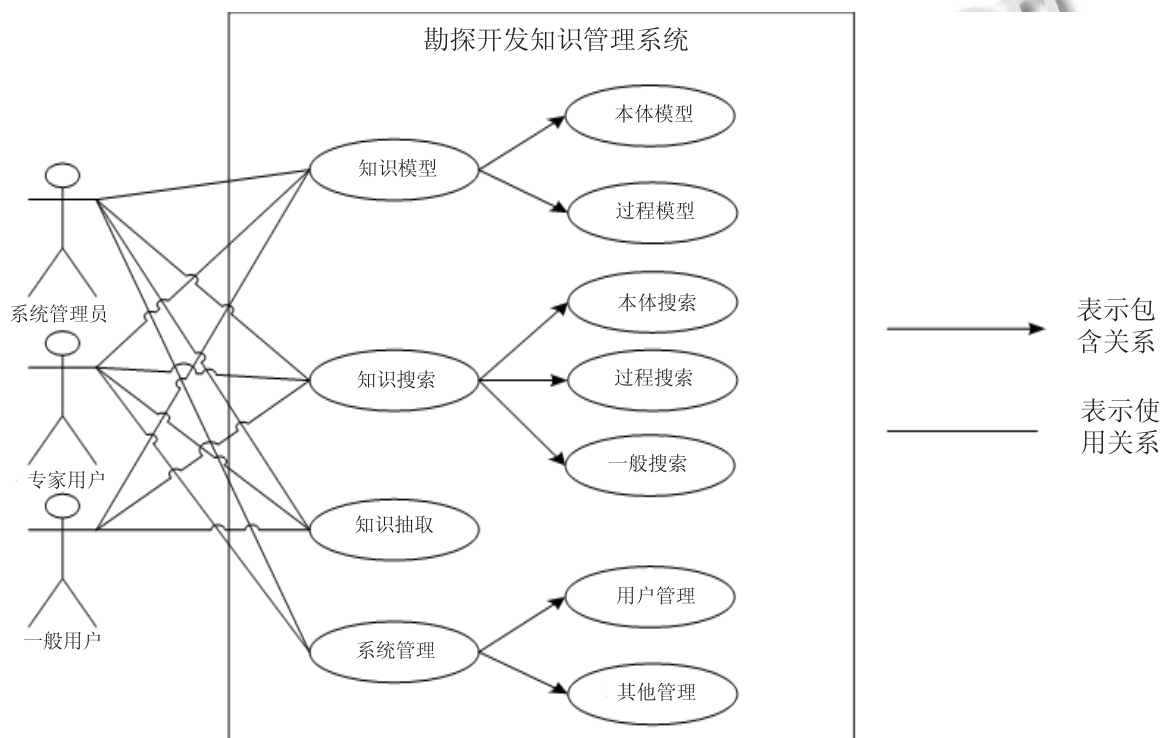 勘探开发知识管理系统
本体模型
知识模型
过程模型
系统管理员
本体搜索
表示包
含关系
知识搜索
过程搜索
表示使
用关系
一般搜索
专家用户
知识抽取
用户管理
一般用户
系统管理
其他管理